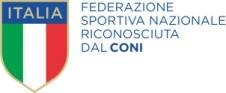 ITALIA
FEDERAZIONE
SPORTIVA NAZIONALE
RICONOSCIUTA
DAL CONI